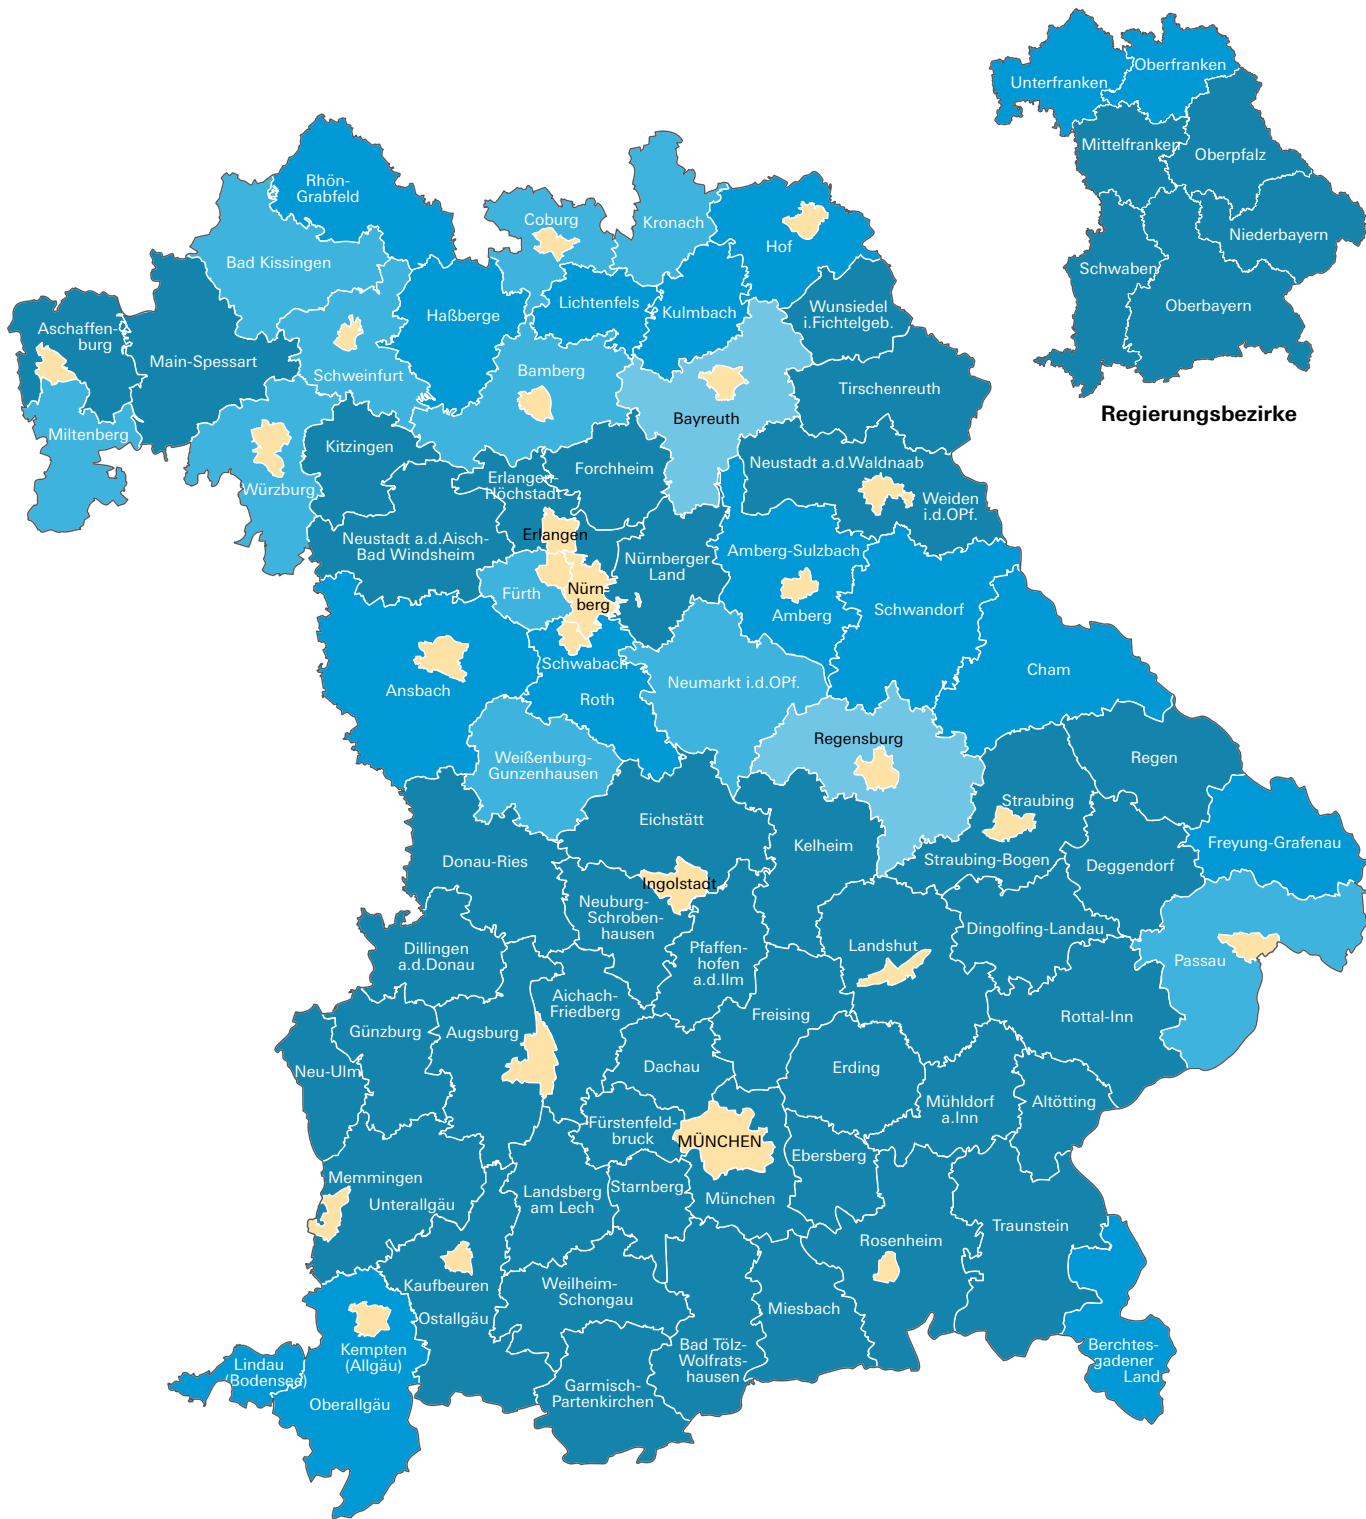 Unterfranken
Oberfranken
Mittelfranken
Oberpfalz
Niederbayern
Schwaben
Oberbayern
Regierungsbezirke
Rhön-
Grabfeld
Coburg
Kronach
Hof
Bad Kissingen
Lichtenfels
Kulmbach
Wunsiedel
i.Fichtelgeb.
Haßberge
Aschaffen-
burg
Main-Spessart
Schweinfurt
Bamberg
Tirschenreuth
Bayreuth
Miltenberg
Kitzingen
Würzburg
Erlangen-
Höchstadt
Forchheim
Neustadt a.d.Waldnaab
Weiden
i.d.OPf.
Neustadt a.d.Aisch-
Bad Windsheim
Erlangen
Nürnberger
Land
Amberg-Sulzbach
Fürth
Nürn-
berg
Amberg
Schwandorf
Schwabach
Ansbach
Roth
Neumarkt i.d.OPf.
Cham
Regensburg
Weißenburg-
Gunzenhausen
Regen
Straubing
Eichstätt
Kelheim
Donau-Ries
Straubing-Bogen
Deggendorf
Freyung-Grafenau
Ingolstadt
Neuburg-
Schroben-
hausen
Dillingen
a.d.Donau
Pfaffen-
hofen
a.d.Ilm
Landshut
Dingolfing-Landau
Passau
Aichach-
Friedberg
Freising
Rottal-Inn
Günzburg
Augsburg
Neu-Ulm
Dachau
Erding
Mühldorf
a.Inn
Altötting
Fürstenfeld-
bruck
MÜNCHEN
Ebersberg
Memmingen
Unterallgäu
Landsberg
am Lech
Starnberg
München
Traunstein
Rosenheim
Kaufbeuren
Ostallgäu
Weilheim-
Schongau
Miesbach
Kempten
(Allgäu)
Lindau
(Bodensee)
Oberallgäu
Bad Tölz-
Wolfrats-
hausen
Garmisch-
Partenkirchen
Berchtes-
gadener
Land